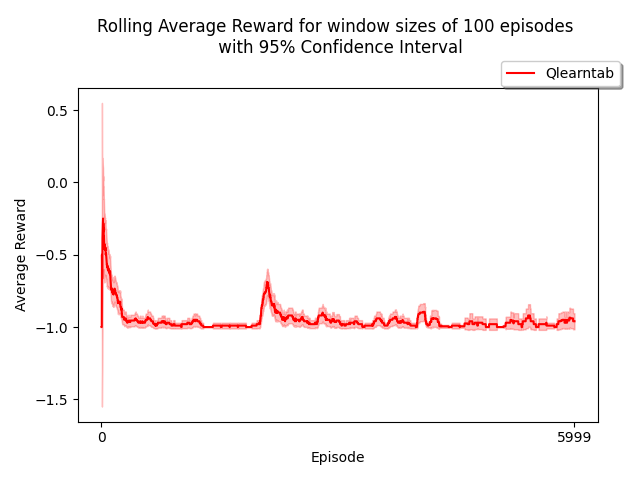 Rolling Average Reward for window sizes of 100 episodes
with 95% Confidence Interval
Qlearntab
0.5
0.0
−0.5
−1.0
−1.5
Average Reward
0
5999
Episode